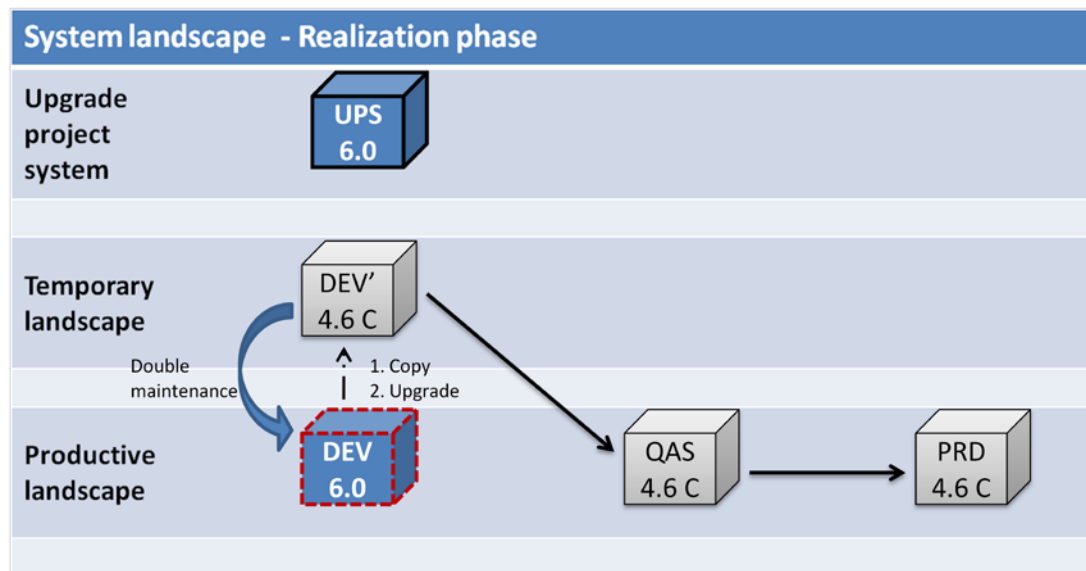 System landscape - Realization phase
Upgrade
project
system
UPS
6.0
Temporary
landscape
DEV’
4.6 C
Double
maintenance
1. Copy
2. Upgrade
Productive
landscape
DEV
6.0
QAS
4.6 C
PRD
4.6 C